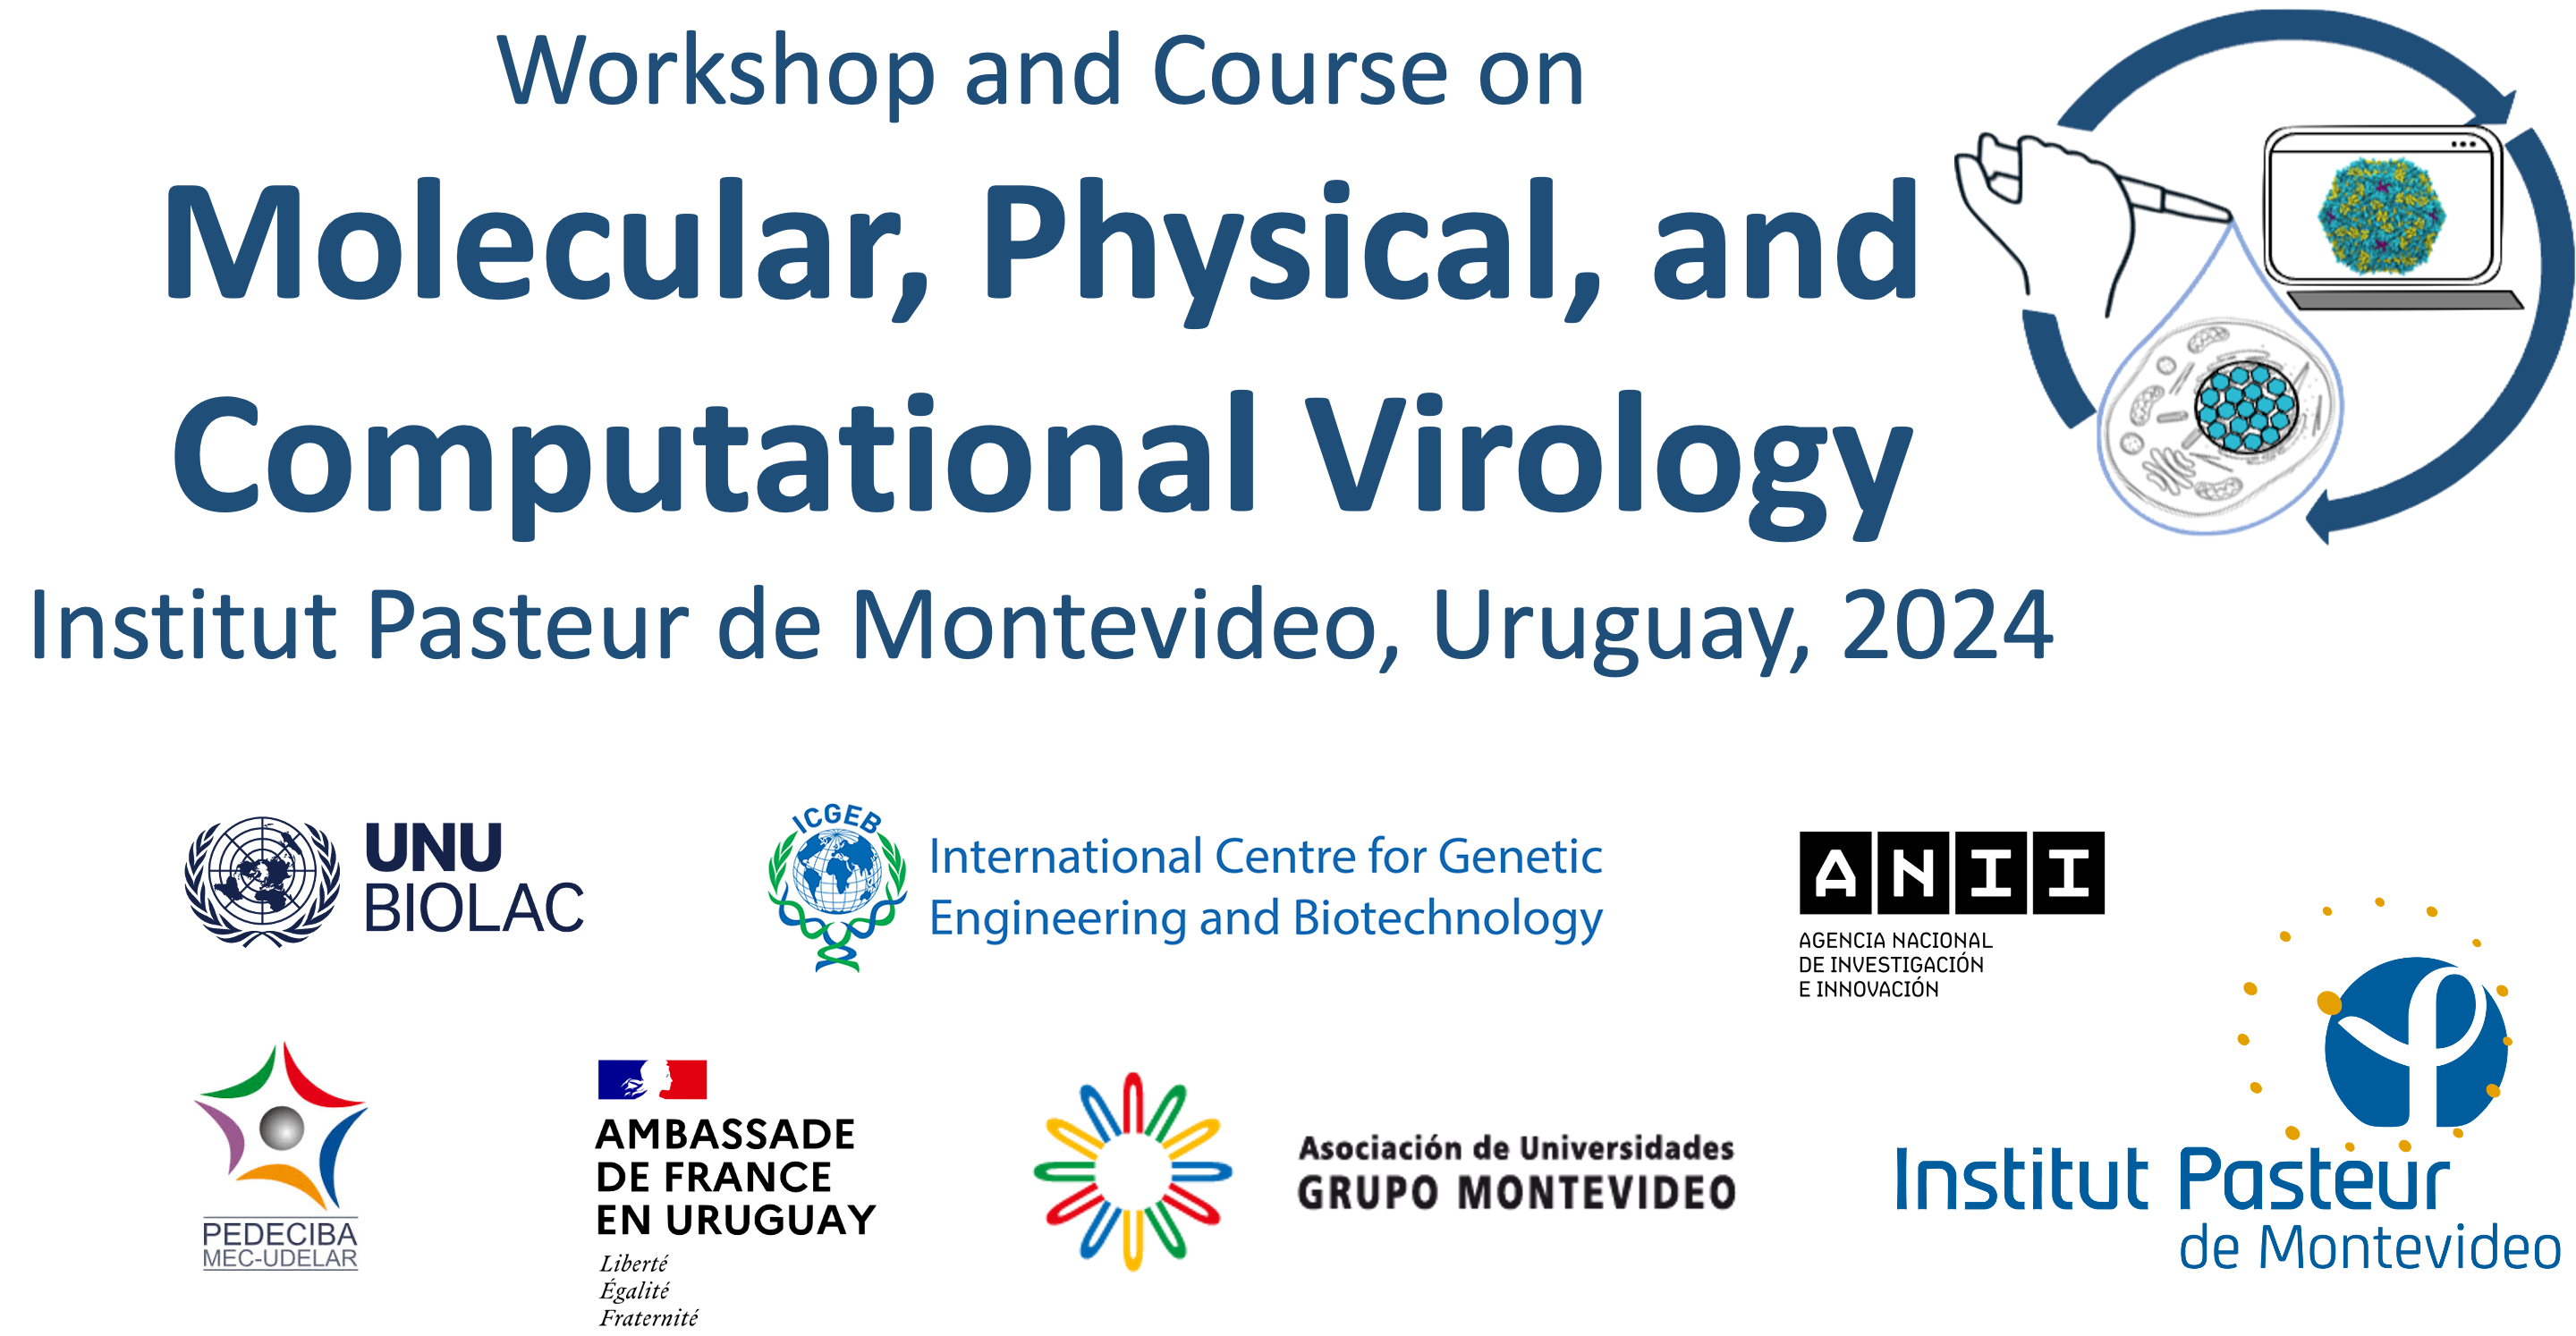 Workshop and Course on
Molecular, Physical, and
Computational Virology
Institut Pasteur de Montevideo, Uruguay, 2024
UNU
BIOLAC
ICGEB
International Centre for Genetic
Engineering and Biotechnology
ANII
AGENCIA NACIONAL
DE INVESTIGACIÓN
E INNOVACIÓN
PEDECIBA
MEC-UDELAR
AMBASSADE
DE FRANCE
EN URUGUAY
Liberté
Égalité
Fraternité
Asociación de Universidades
GRUPO MONTEVIDEO
Institut Pasteur
de Montevideo